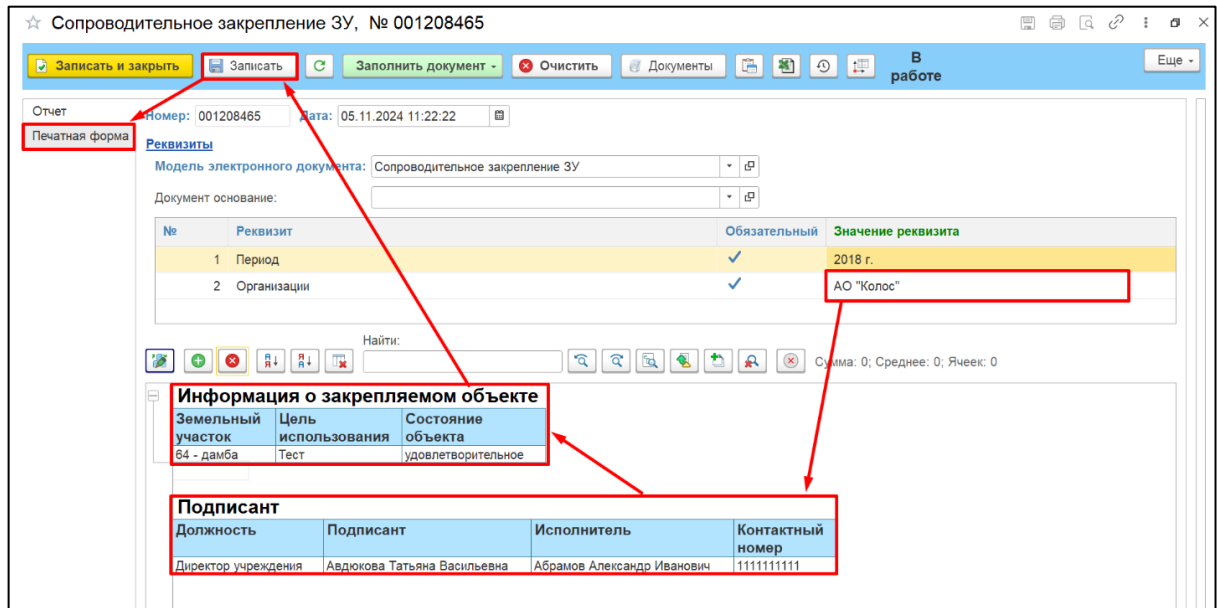 Сопроводительное закрепление ЗУ, № 001208465
Записать и закрыть Записать Заполнить документ Очистить Документы В работе Еще
Отчет
Печатная форма
Номер: 001208465 Дата: 05.11.2024 11:22:22
Реквизиты
Модель электронного документа: Сопроводительное закрепление ЗУ
Документ основание:
№ Реквизит Обязательный Значение реквизита
1 Период 2018 г.
2 Организации АО "Колос"
Найти:
Сумма: 0; Среднее: 0; Ячеек: 0
Информация о закрепляемом объекте
Земельный участок Цель использования Состояние объекта
64 - дамба Тест удовлетворительное
Подписант
Должность Подписант Исполнитель Контактный номер
Директор учреждения Авдюкова Татьяна Васильевна Абрамов Александр Иванович 1111111111